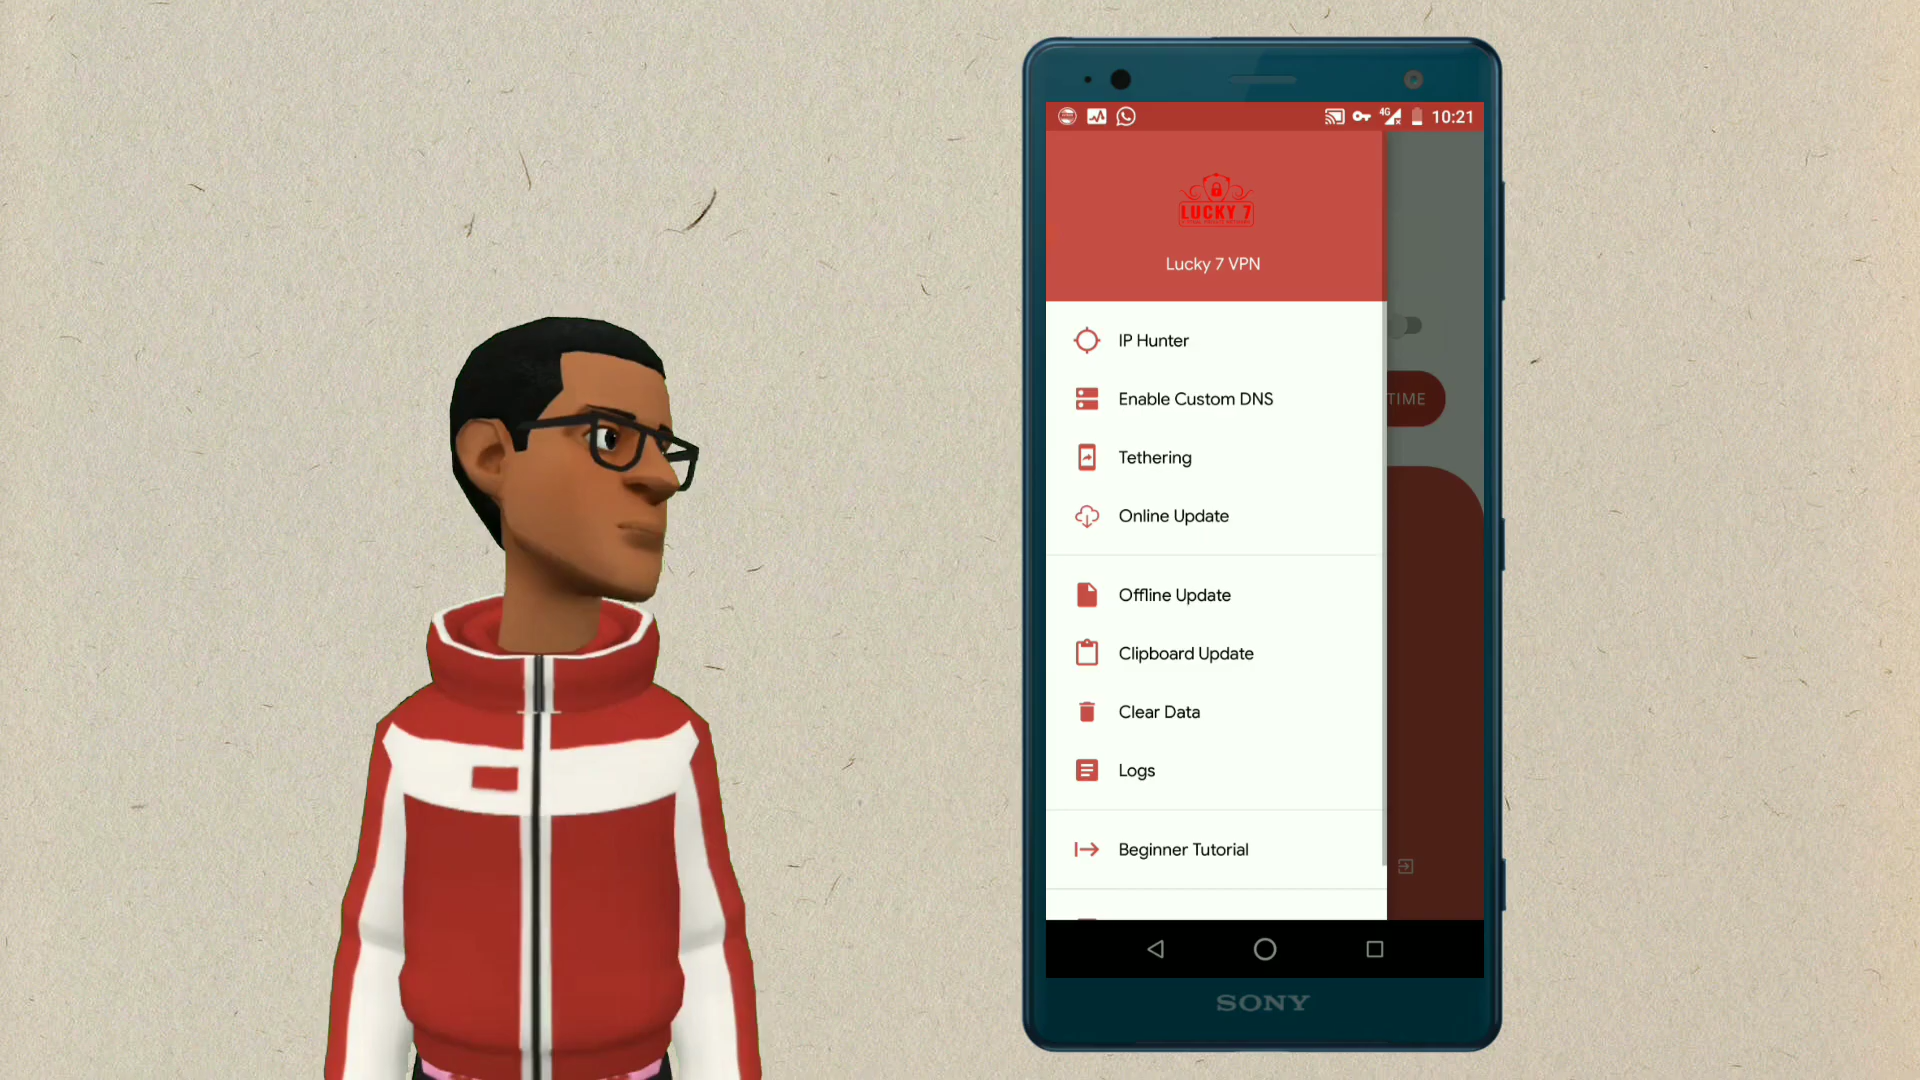 4G
10:21
LUCKY 7
Lucky 7 VPN
IP Hunter
Enable Custom DNS
TIME
Tethering
Online Update
Offline Update
Clipboard Update
Clear Data
Logs
Beginner Tutorial
SONY